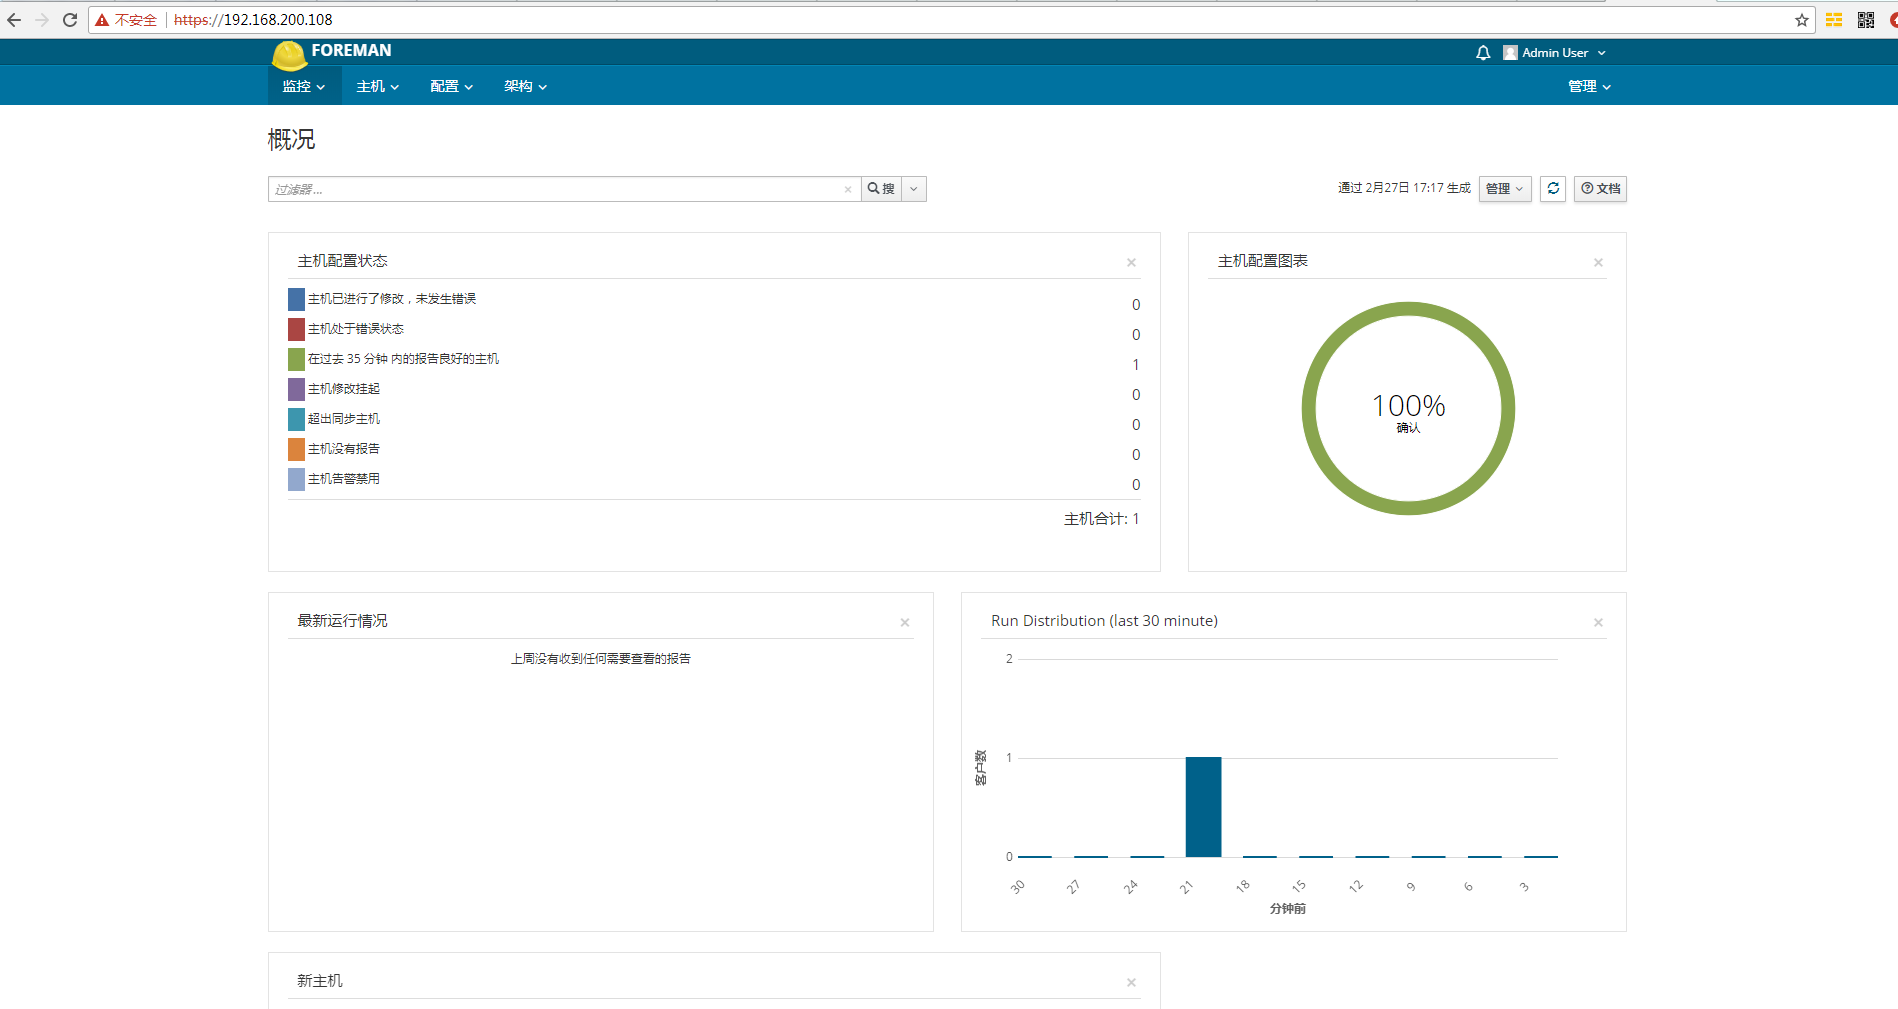 不安全 https://192.168.200.108
FOREMAN
Admin User
监控 主机 配置 架构 管理
概况
过滤器 ...
× 搜
通过 2月27日 17:17 生成 管理 文档
主机配置状态 ×
主机已进行了修改，未发生错误 0
主机处于错误状态 0
在过去 35 分钟 内的报告良好的主机 1
主机修改挂起 0
超出同步主机 0
主机没有报告 0
主机告警禁用 0
主机合计: 1
主机配置图表 ×
100%
确认
最新运行情况 ×
上周没有收到任何需要查看的报告
Run Distribution (last 30 minute) ×
2
1
0
客户数
30 27 24 21 18 15 12 9 6 3
分钟前
新主机 ×